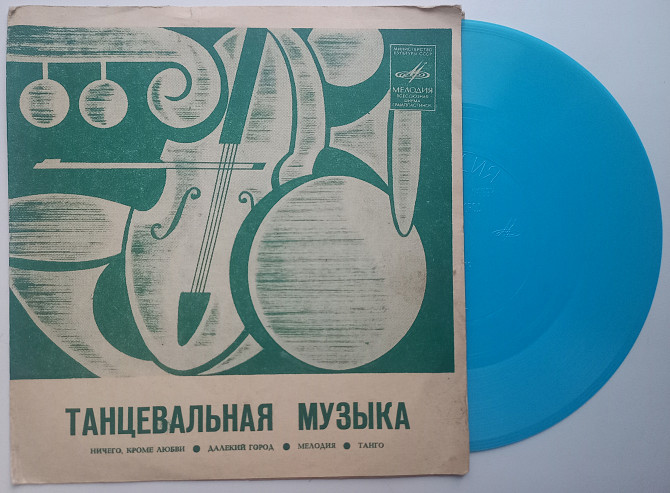 МИНИСТЕРСТВО
КУЛЬТУРЫ СССР
МЕЛОДИЯ
ВСЕСОЮЗНАЯ
ФИРМА
ГРАМПЛАСТИНОК
ТАНЦЕВАЛЬНАЯ МУЗЫКА
НИЧЕГО, КРОМЕ ЛЮБВИ ● ДАЛЕКИЙ ГОРОД ● МЕЛОДИЯ ● ТАНГО